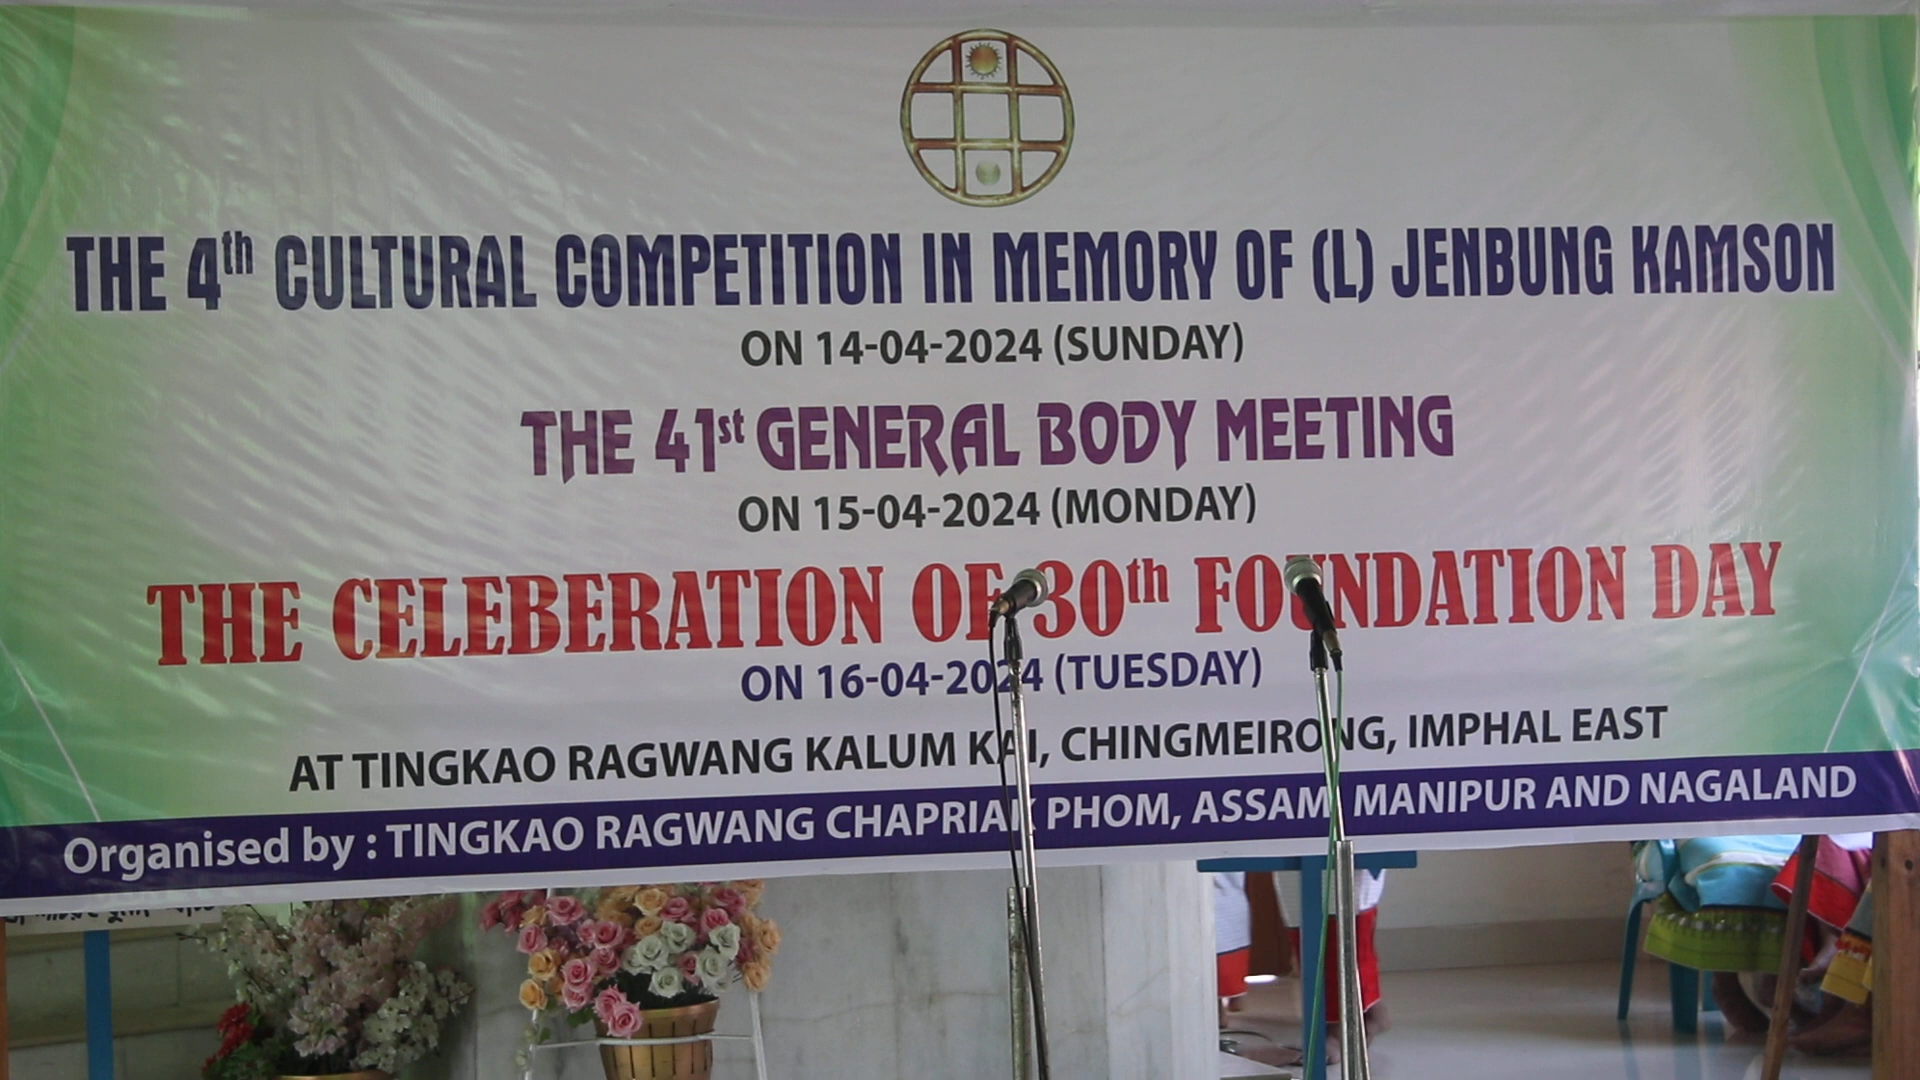 THE 4th CULTURAL COMPETITION IN MEMORY OF (L) JENBUNG KAMSON
ON 14-04-2024 (SUNDAY)
THE 41st GENERAL BODY MEETING
ON 15-04-2024 (MONDAY)
THE CELEBERATION OF 30th FOUNDATION DAY
ON 16-04-2024 (TUESDAY)
AT TINGKAO RAGWANG KALUM KAI, CHINGMEIRONG, IMPHAL EAST
Organised by : TINGKAO RAGWANG CHAPRIAK PHOM, ASSAM, MANIPUR AND NAGALAND